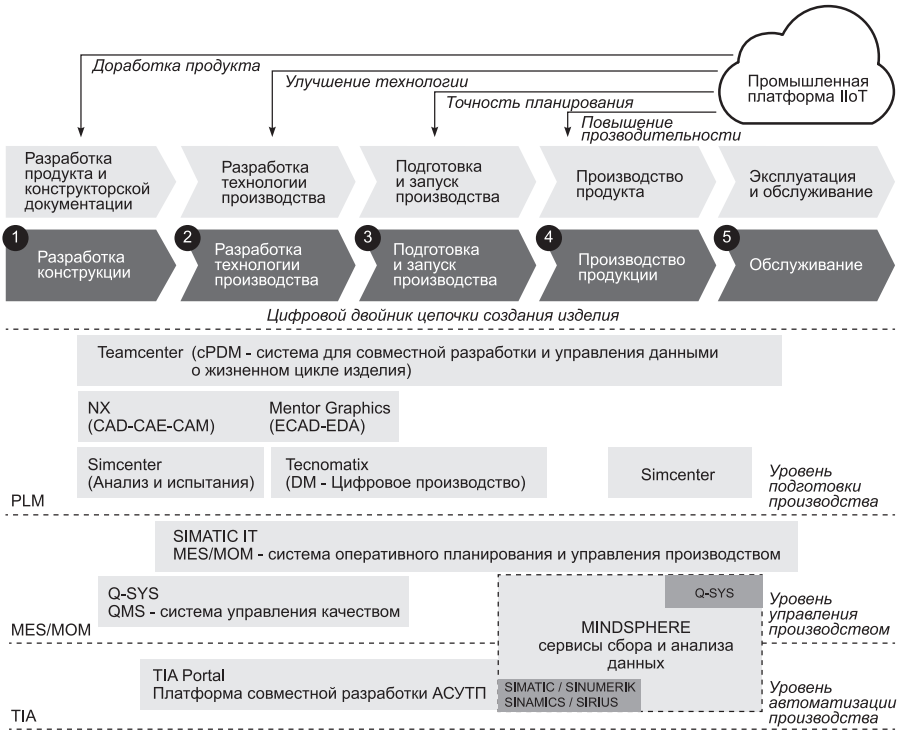 Доработка продукта
Улучшение технологии
Точность планирования
Повышение
прозводительности
Промышленная
платформа IIoT
Разработка
продукта и
конструкторской
документации
Разработка
технологии
производства
Подготовка
и запуск
производства
Производство
продукта
Эксплуатация
и обслуживание
1
Разработка
конструкции
2
Разработка
технологии
производства
3
Подготовка
и запуск
производства
4
Производство
продукции
5
Обслуживание
Цифровой двойник цепочки создания изделия
Teamcenter (cPDM - система для совместной разработки и управления данными
о жизненном цикле изделия)
NX
(CAD-CAE-CAM)
Mentor Graphics
(ECAD-EDA)
Simcenter
(Анализ и испытания)
Tecnomatix
(DM - Цифровое производство)
Simcenter
Уровень
подготовки
производства
PLM
SIMATIC IT
MES/MOM - система оперативного планирования и управления производством
Q-SYS
QMS - система управления качеством
Q-SYS
MINDSPHERE
сервисы сбора и анализа
данных
Уровень
управления
производством
MES/MOM
TIA Portal
Платформа совместной разработки АСУТП
SIMATIC / SINUMERIK
SINAMICS / SIRIUS
Уровень
автоматизации
производства
TIA